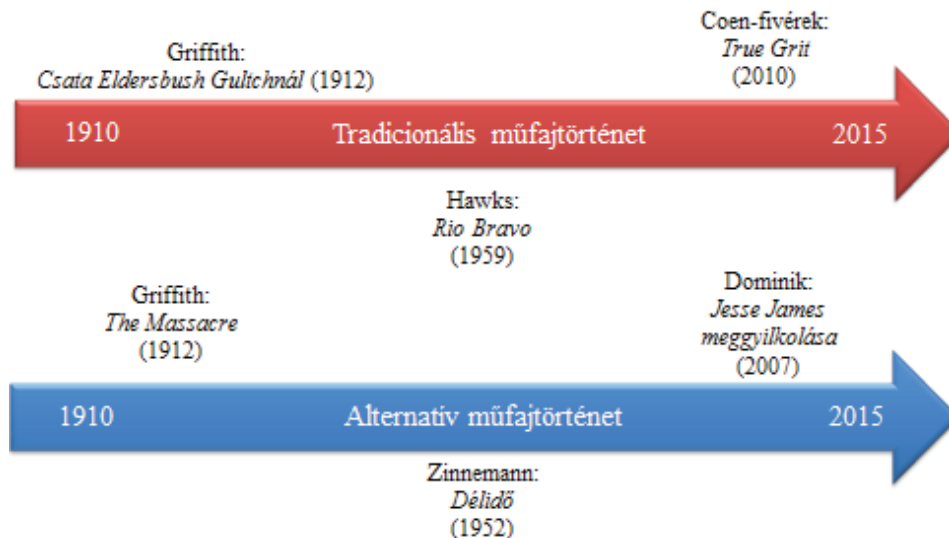 Coen-fivérek:
True Grit
(2010)
Griffith:
Csata Eldersbush Gultchnál (1912)
1910 Tradicionális műfajtörténet 2015
Hawks:
Rio Bravo
(1959)
Dominik:
Jesse James
meggyilkolása
(2007)
Griffith:
The Massacre
(1912)
1910 Alternatív műfajtörténet 2015
Zinnemann:
Délidő
(1952)